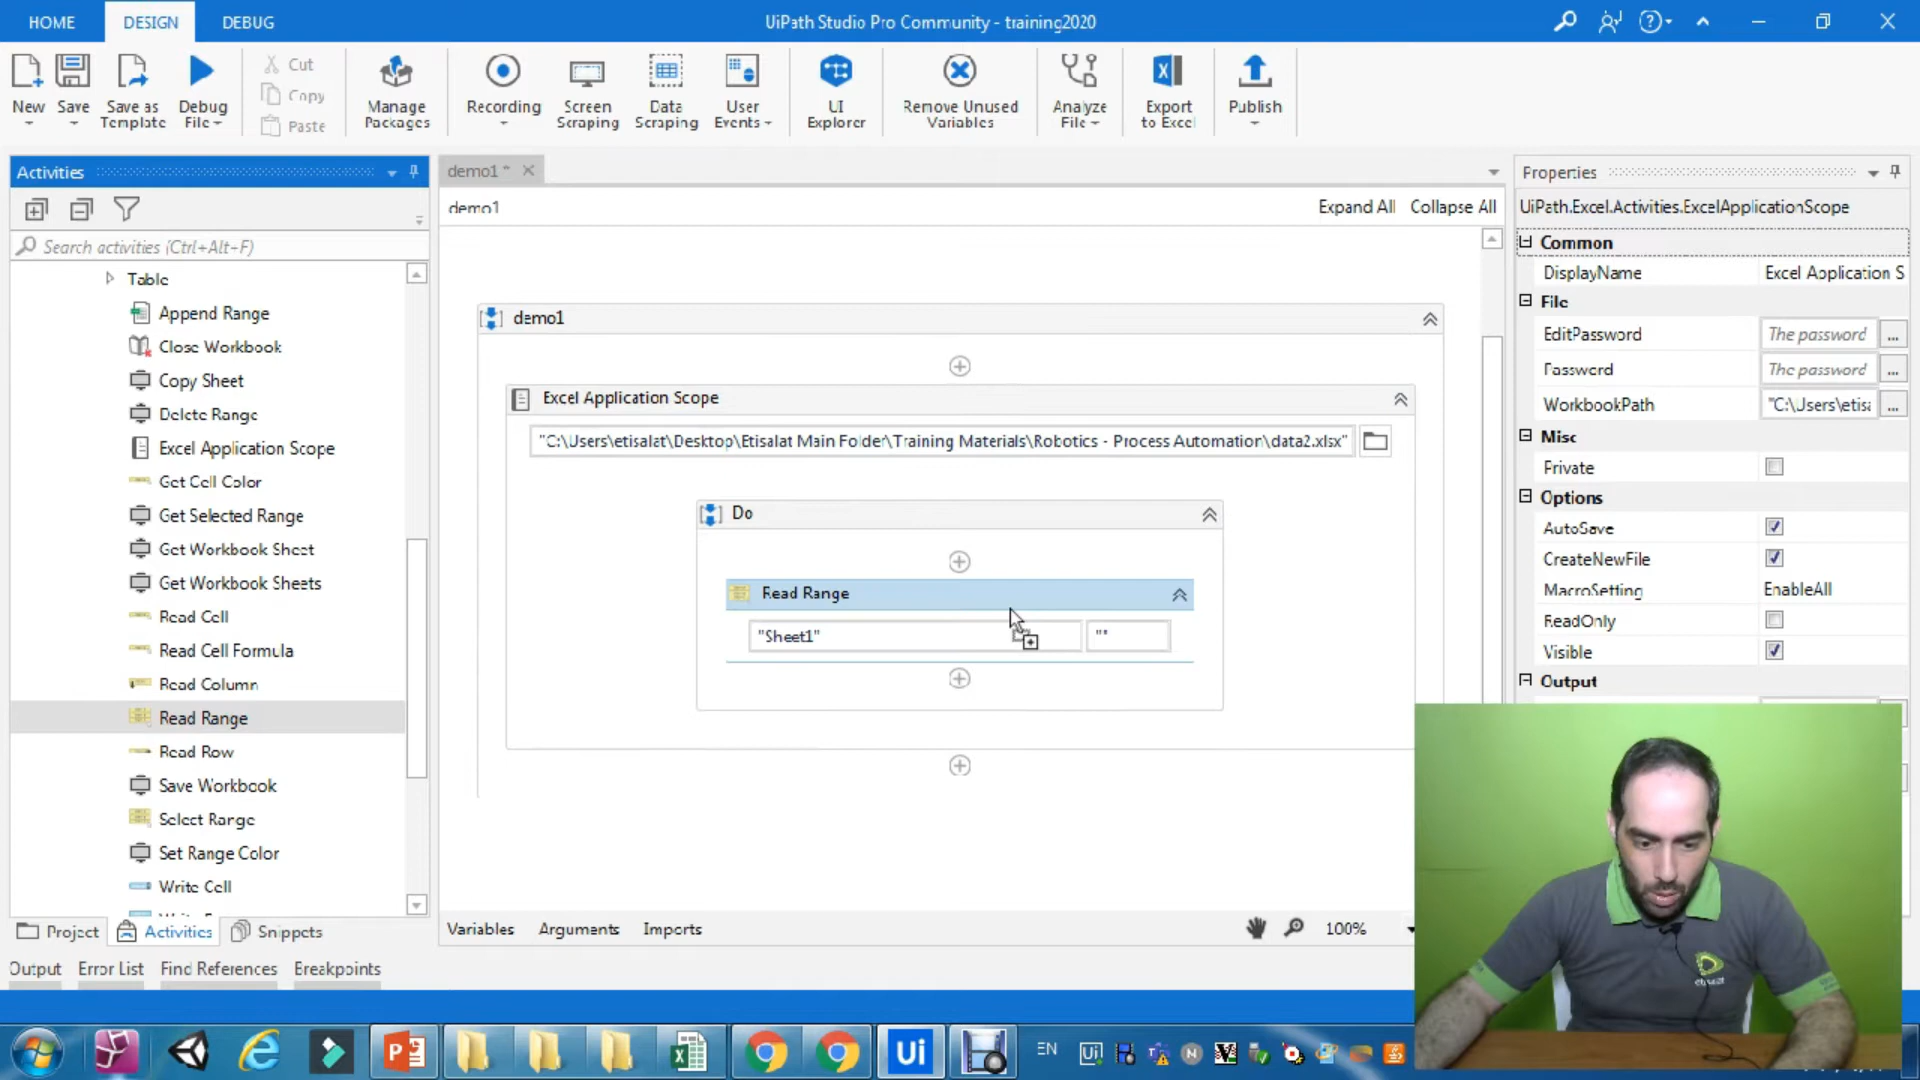 HOME DESIGN DEBUG UiPath Studio Pro Community - training2020
New Save Save as Template Debug File Cut Copy Paste Manage Packages Recording Screen Scraping Data Scraping User Events UI Explorer Remove Unused Variables Analyze File Export to Excel Publish
Activities
Search activities (Ctrl+Alt+F)
Table
Append Range
Close Workbook
Copy Sheet
Delete Range
Excel Application Scope
Get Cell Color
Get Selected Range
Get Workbook Sheet
Get Workbook Sheets
Read Cell
Read Cell Formula
Read Column
Read Range
Read Row
Save Workbook
Select Range
Set Range Color
Write Cell
Project Activities Snippets
demo1 *
demo1 Expand All Collapse All
demo1
Excel Application Scope
"C:\Users\etisalat\Desktop\Etisalat Main Folder\Training Materials\Robotics - Process Automation\data2.xlsx"
Do
Read Range
"Sheet1" ""
Variables Arguments Imports 100%
Properties
UiPath.Excel.Activities.ExcelApplicationScope
Common
DisplayName Excel Application S
File
EditPassword The password ...
Password The password ...
WorkbookPath "C:\Users\etisa ...
Misc
Private
Options
AutoSave
CreateNewFile
MacroSetting EnableAll
ReadOnly
Visible
Output
Output Error List Find References Breakpoints
EN